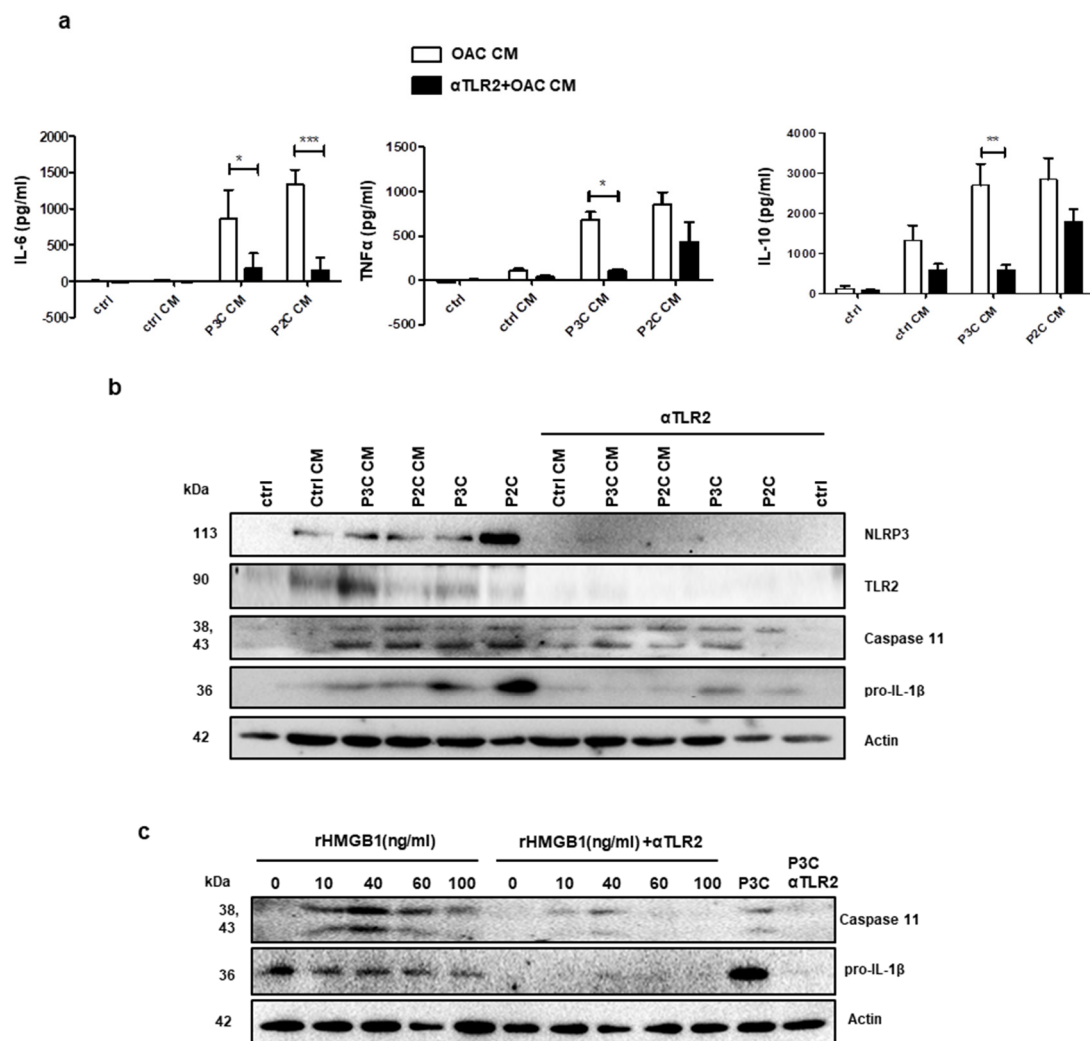 a
OAC CM
αTLR2+OAC CM
IL-6 (pg/ml)
2000
1500
1000
500
0
-500
ctrl
ctrl CM
P3C CM
P2C CM
*
***
TNFα (pg/ml)
1500
1000
500
0
-500
ctrl
ctrl CM
P3C CM
P2C CM
*
IL-10 (pg/ml)
4000
3000
2000
1000
0
ctrl
ctrl CM
P3C CM
P2C CM
**
b
αTLR2
kDa
ctrl
Ctrl CM
P3C CM
P2C CM
P3C
P2C
Ctrl CM
P3C CM
P2C CM
P3C
P2C
ctrl
113 NLRP3
90 TLR2
38,
43 Caspase 11
36 pro-IL-1β
42 Actin
c
rHMGB1(ng/ml) rHMGB1(ng/ml) +αTLR2
kDa 0 10 40 60 100 0 10 40 60 100 P3C P3C αTLR2
38,
43 Caspase 11
36 pro-IL-1β
42 Actin